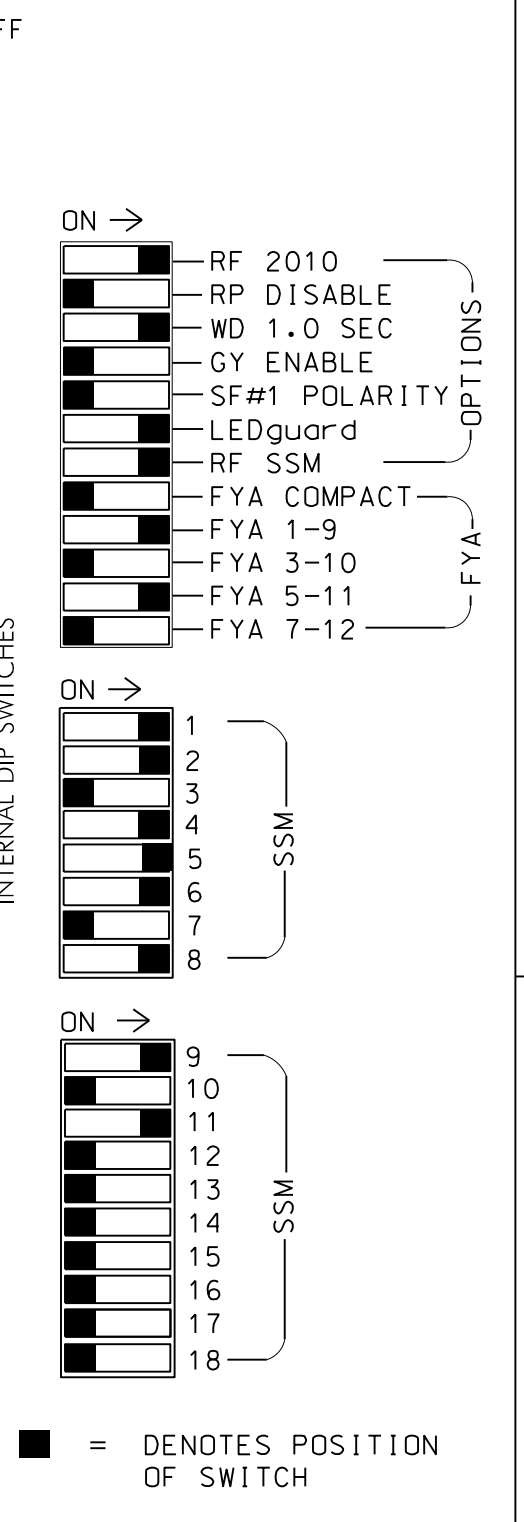 FF
ON →
RF 2010
RP DISABLE
WD 1.0 SEC
GY ENABLE
SF#1 POLARITY
LEDguard
RF SSM
OPTIONS
FYA COMPACT
FYA 1-9
FYA 3-10
FYA 5-11
FYA 7-12
FYA
INTERNAL DIP SWITCHES
ON →
1
2
3
4
5
6
7
8
SSM
ON →
9
10
11
12
13
14
15
16
17
18
SSM
= DENOTES POSITION
OF SWITCH